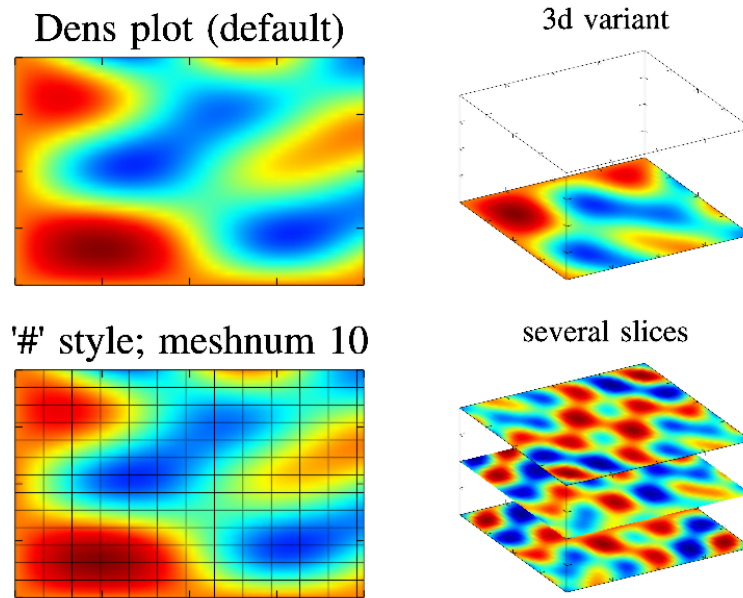 Dens plot (default)
3d variant
'#' style; meshnum 10
several slices